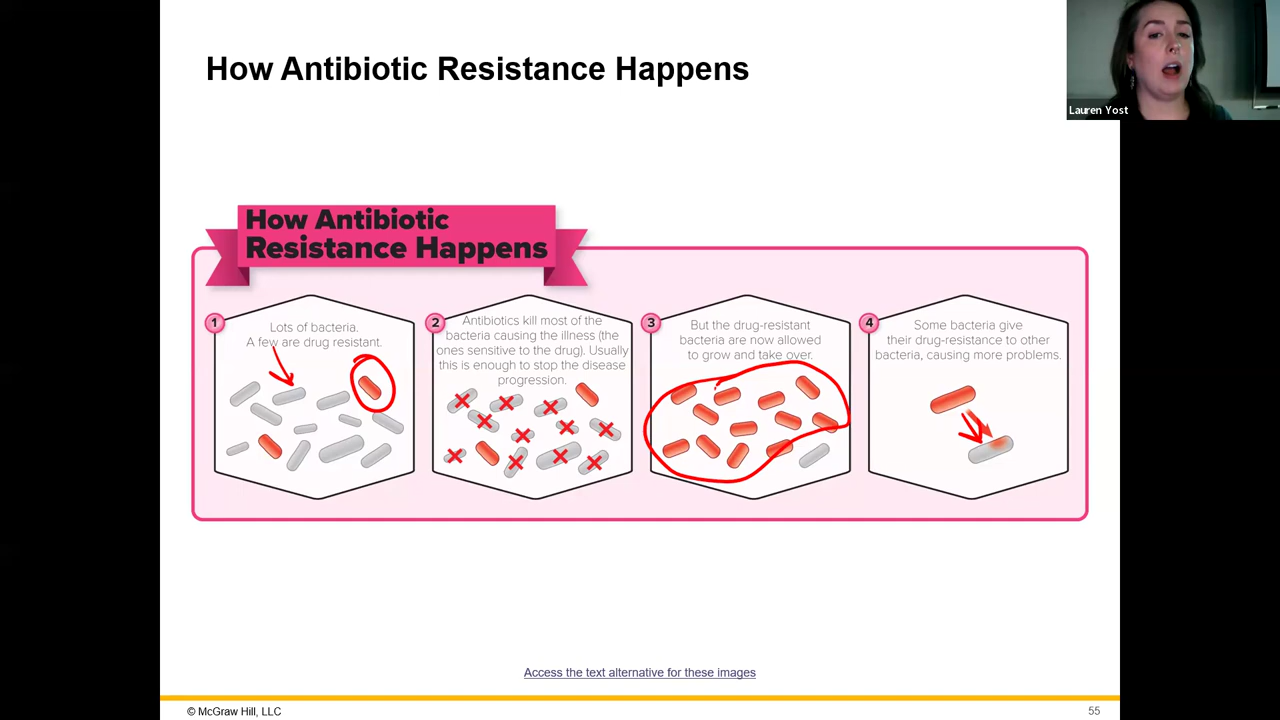 How Antibiotic Resistance Happens
Lauren Yost
How Antibiotic
Resistance Happens
1
Lots of bacteria.
A few are drug resistant.
2
Antibiotics kill most of the
bacteria causing the illness (the
ones sensitive to the drug). Usually
this is enough to stop the disease
progression.
3
But the drug-resistant
bacteria are now allowed
to grow and take over.
4
Some bacteria give
their drug-resistance to other
bacteria, causing more problems.
Access the text alternative for these images
© McGraw Hill, LLC
55